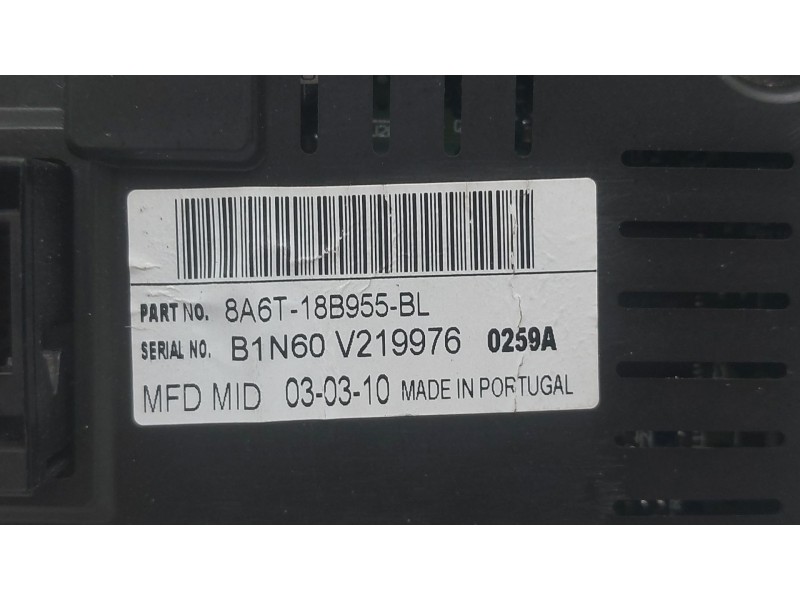 PART NO. 8A6T-18B955-BL
SERIAL NO. B1N60 V219976 0259A
MFD MID 03-03-10 MADE IN PORTUGAL